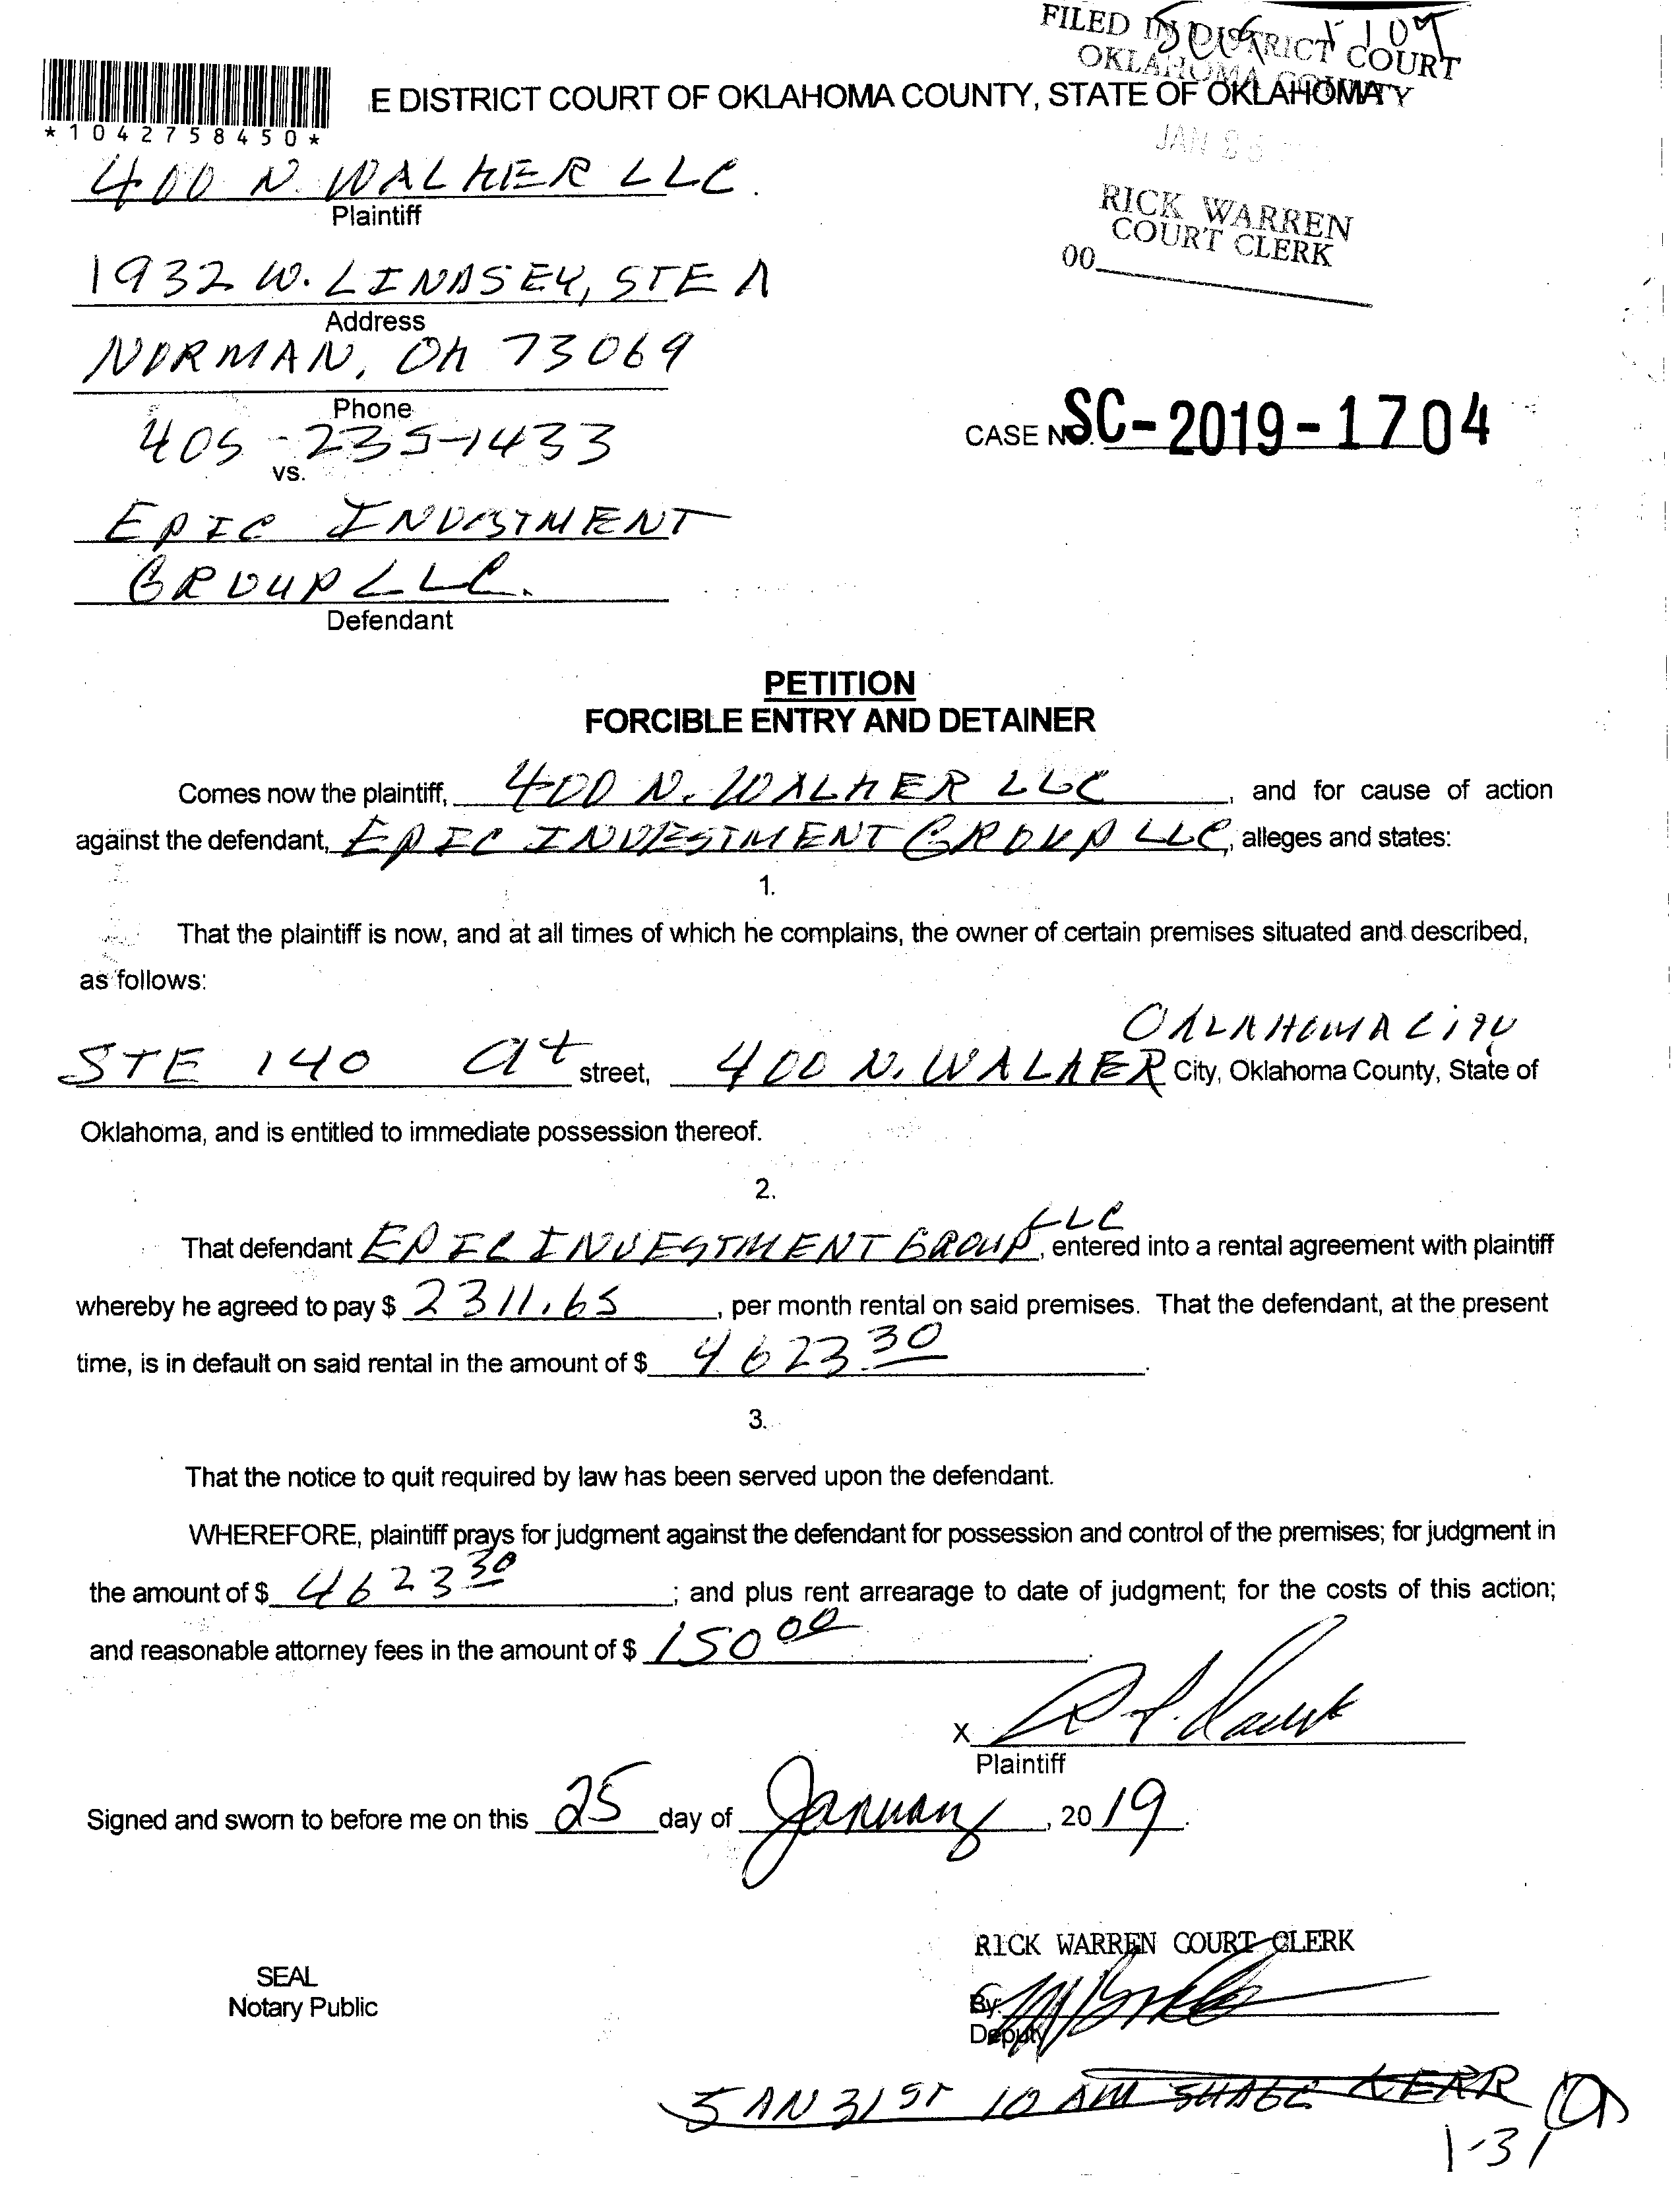 FILED IN DISTRICT COURT
OKLAHOMA COUNTY
E DISTRICT COURT OF OKLAHOMA COUNTY, STATE OF OKLAHOMA
*1042758450*
JAN
400 N. WALKER LLC.
Plaintiff
RICK WARREN
COURT CLERK
00
1932 W. LINDSEY, STE A
Address
NORMAN, OK 73069
Phone
405-235-1433
CASE NO. SC-2019-1704
vs.
EPIC INVESTMENT
GROUP LLC.
Defendant
PETITION
FORCIBLE ENTRY AND DETAINER
Comes now the plaintiff, 400 N. WALKER LLC, and for cause of action
against the defendant, EPIC INVESTMENT GROUP LLC, alleges and states:
1.
That the plaintiff is now, and at all times of which he complains, the owner of certain premises situated and described,
as follows:
OKLAHOMA CITY
STE 140 at street, 400 N. WALKER City, Oklahoma County, State of
Oklahoma, and is entitled to immediate possession thereof.
2.
That defendant EPIC INVESTMENT GROUP LLC, entered into a rental agreement with plaintiff
whereby he agreed to pay $ 2311.65, per month rental on said premises. That the defendant, at the present
time, is in default on said rental in the amount of $ 4623 30.
3.
That the notice to quit required by law has been served upon the defendant.
WHEREFORE, plaintiff prays for judgment against the defendant for possession and control of the premises; for judgment in
the amount of $ 4623 30; and plus rent arrearage to date of judgment; for the costs of this action;
and reasonable attorney fees in the amount of $ 150 00.
X
Plaintiff
Signed and sworn to before me on this 25 day of January, 2019.
RICK WARREN COURT CLERK
SEAL
Notary Public
By:
Deputy
JAN 31ST 10 AM KERR
1-31